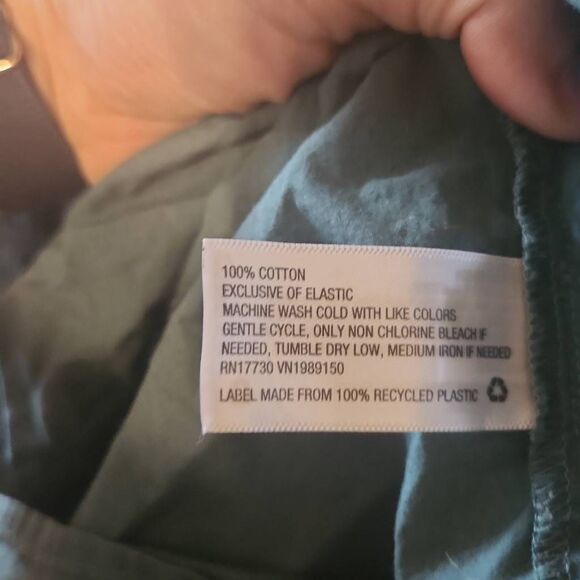 100% COTTON
EXCLUSIVE OF ELASTIC
MACHINE WASH COLD WITH LIKE COLORS
GENTLE CYCLE, ONLY NON CHLORINE BLEACH IF
NEEDED, TUMBLE DRY LOW, MEDIUM IRON IF NEEDED
RN17730 VN1989150
LABEL MADE FROM 100% RECYCLED PLASTIC